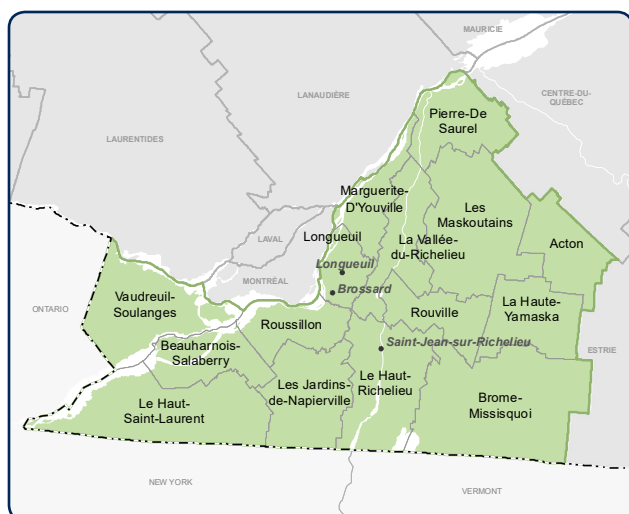 MAURICIE
LANAUDIÈRE
CENTRE-DU-
QUÉBEC
Pierre-De
Saurel
LAURENTIDES
Marguerite-
D'Youville
Les
Maskoutains
Longueuil
LAVAL
La Vallée-
du-Richelieu
Acton
Longueuil
MONTRÉAL
Brossard
Vaudreuil-
Soulanges
ONTARIO
La Haute-
Yamaska
Roussillon
Rouville
Beauharnois-
Salaberry
Saint-Jean-sur-Richelieu
ESTRIE
Les Jardins-
de-Napierville
Le Haut-
Richelieu
Brome-
Missisquoi
Le Haut-
Saint-Laurent
NEW YORK
VERMONT